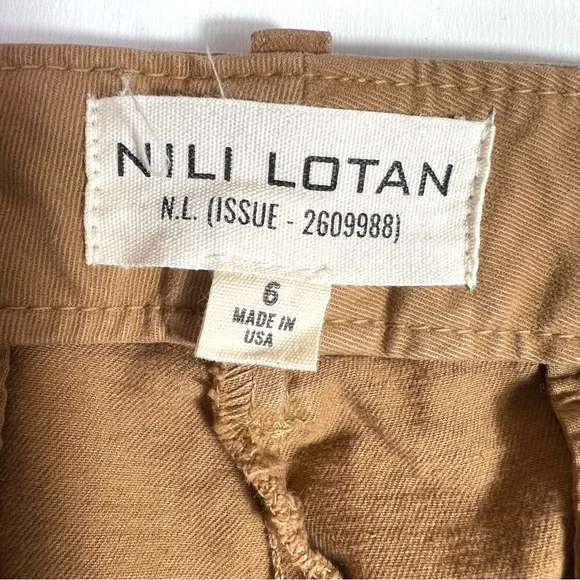 NILI LOTAN
N.L. (ISSUE - 2609988)
6
MADE IN
USA